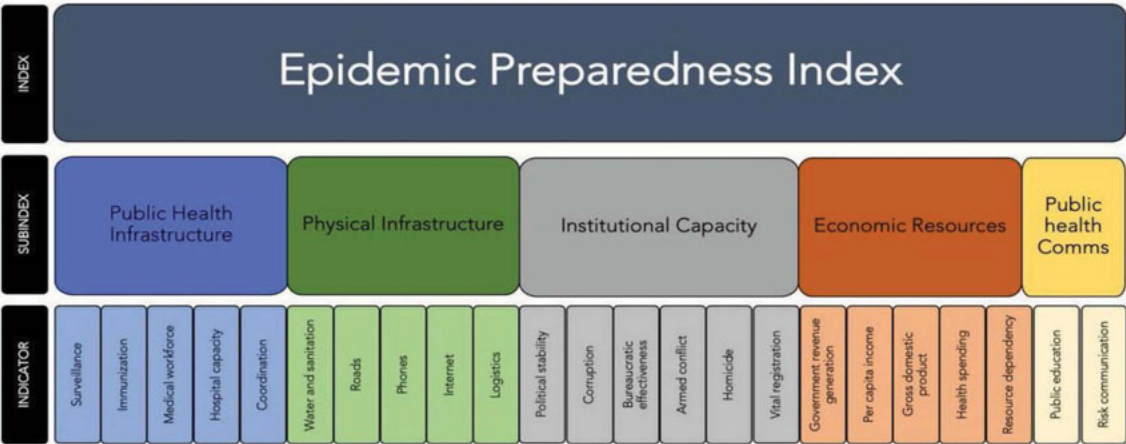 INDEX
Epidemic Preparedness Index
SUBINDEX
Public Health
Infrastructure
Physical Infrastructure
Institutional Capacity
Economic Resources
Public
health
Comms
INDICATOR
Surveillance
Immunization
Medical workforce
Hospital capacity
Coordination
Water and sanitation
Roads
Phones
Internet
Logistics
Political stability
Corruption
Bureaucratic
effectiveness
Armed conflict
Homicide
Vital registration
Government revenue
generation
Per capita income
Gross domestic
product
Health spending
Resource dependency
Public education
Risk communication